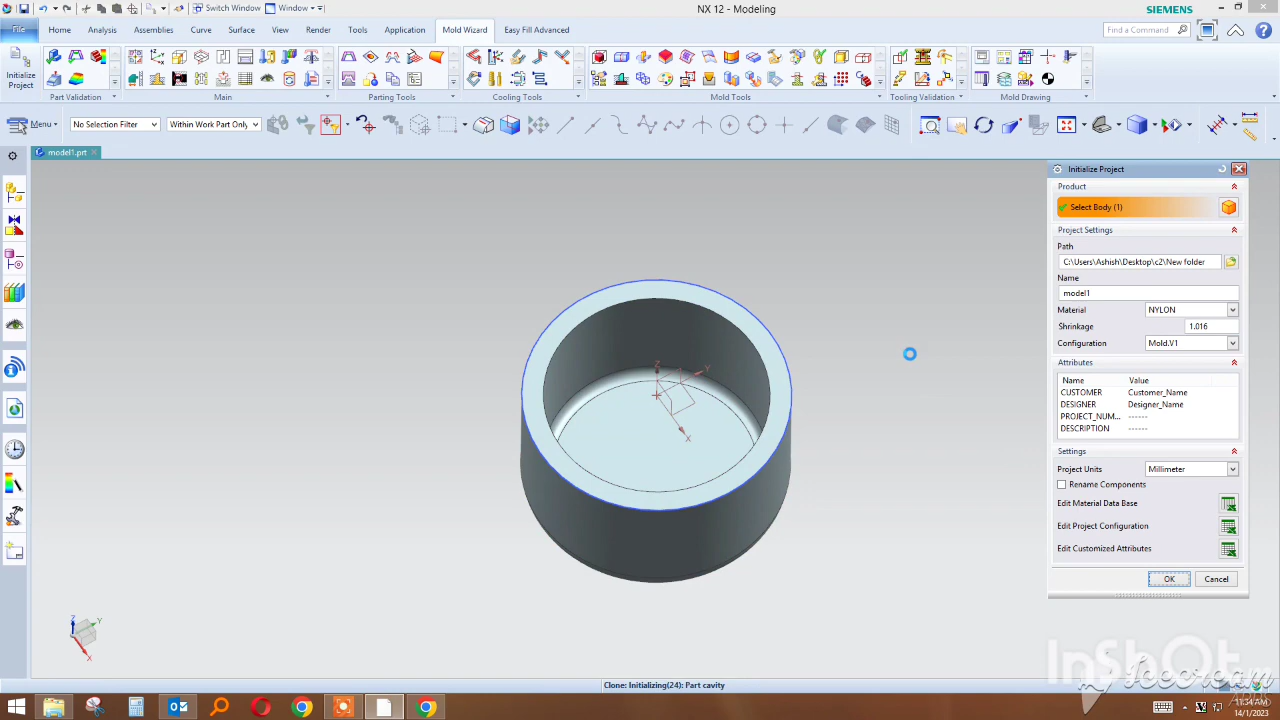 Switch Window Window NX 12 - Modeling SIEMENS
File Home Analysis Assemblies Curve Surface View Render Tools Application Mold Wizard Easy Fill Advanced Find a Command
Initialize Project
Part Validation Main Parting Tools Cooling Tools Mold Tools Tooling Validation Mold Drawing
Menu No Selection Filter Within Work Part Only
model1.prt
Initialize Project
Product
Select Body (1)
Project Settings
Path
C:\Users\Ashish\Desktop\c2\New folder
Name
model1
Material NYLON
Shrinkage 1.016
Configuration Mold.V1
Attributes
Name Value
CUSTOMER Customer_Name
DESIGNER Designer_Name
PROJECT_NUM... ------
DESCRIPTION ------
Settings
Project Units Millimeter
Rename Components
Edit Material Data Base
Edit Project Configuration
Edit Customized Attributes
OK Cancel
Z Y X
Z Y X
InShot
Clone: Initializing(24): Part cavity
11:34 AM
14/1/2023